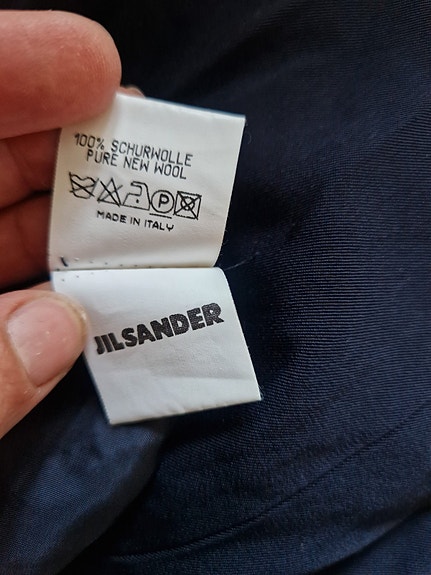 100% SCHURWOLLE
PURE NEW WOOL
P
MADE IN ITALY
JILSANDER